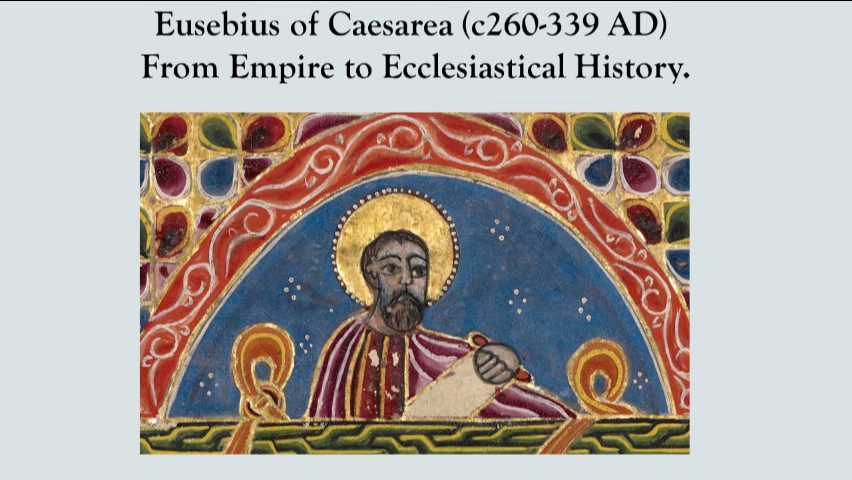 Eusebius of Caesarea (c260-339 AD)
From Empire to Ecclesiastical History.